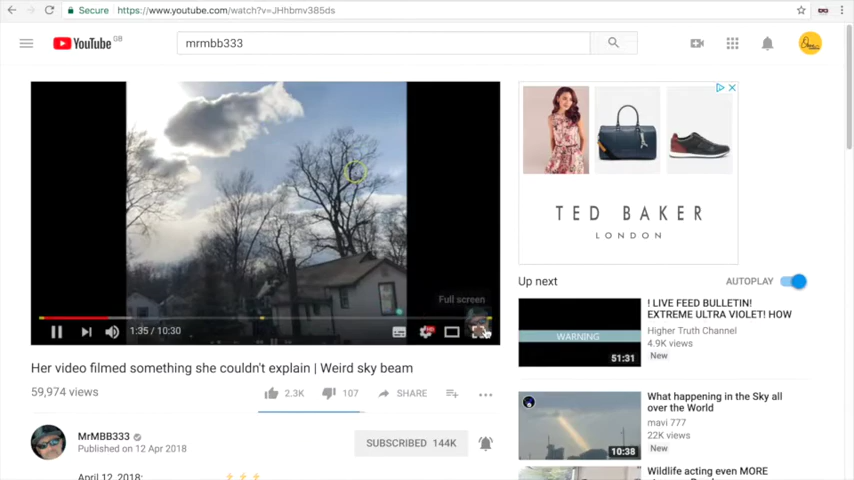 Secure https://www.youtube.com/watch?v=JHhbmv385ds
YouTube GB
mrmbb333
Full screen
1:35 / 10:30
HD
TED BAKER
LONDON
Up next
AUTOPLAY
Her video filmed something she couldn't explain | Weird sky beam
59,974 views
2.3K
107
SHARE
MrMBB333
Published on 12 Apr 2018
SUBSCRIBED 144K
April 12, 2018:
WARNING
51:31
! LIVE FEED BULLETIN!
EXTREME ULTRA VIOLET! HOW
Higher Truth Channel
4.9K views
New
10:38
What happening in the Sky all
over the World
mavi 777
22K views
New
Wildlife acting even MORE